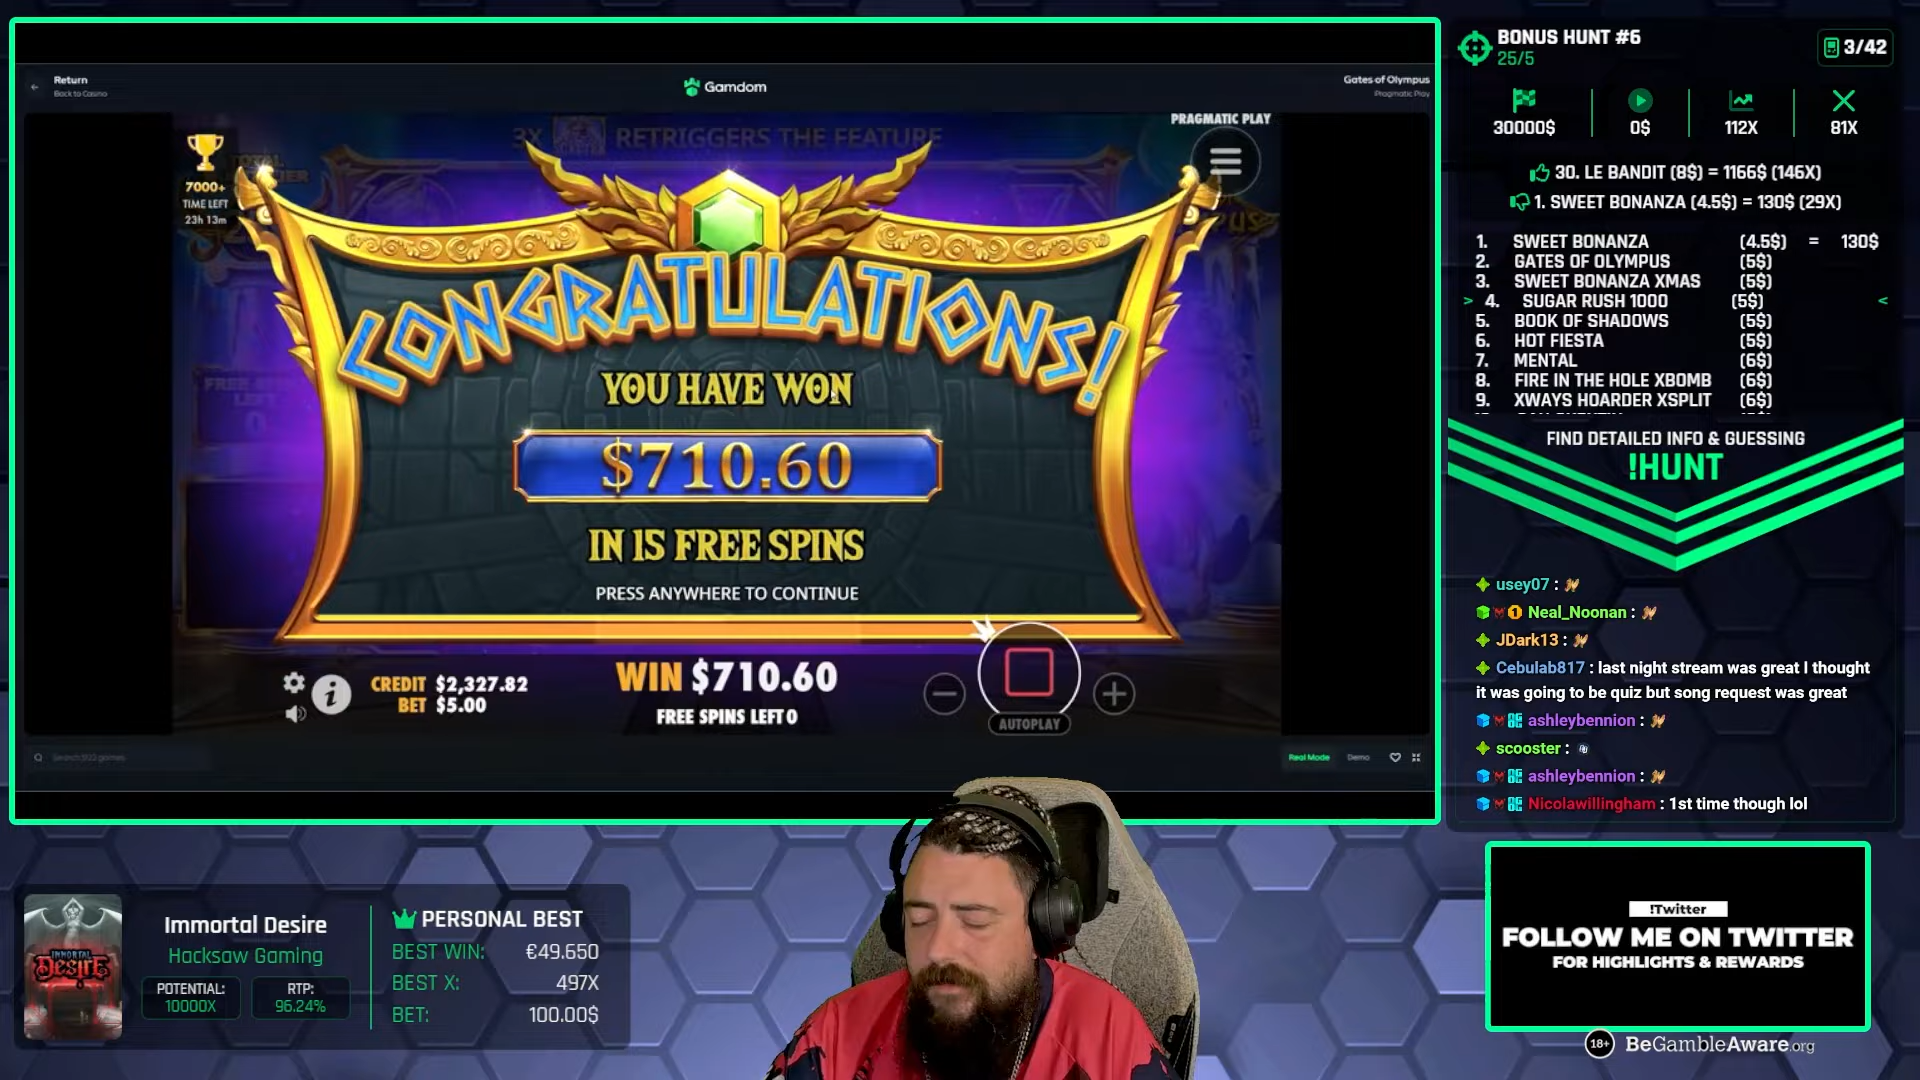 Return
Back to Casino
Gamdom
Gates of Olympus
Pragmatic Play
PRAGMATIC PLAY
3X RETRIGGERS THE FEATURE
7000+
TIME LEFT
23h 13m
CONGRATULATIONS!
YOU HAVE WON
$710.60
IN 15 FREE SPINS
PRESS ANYWHERE TO CONTINUE
CREDIT $2,327.82
BET $5.00
WIN $710.60
FREE SPINS LEFT 0
AUTOPLAY
Real Mode
Demo
BONUS HUNT #6
25/5
3/42
30000$
0$
112X
81X
30. LE BANDIT (8$) = 1166$ (146X)
1. SWEET BONANZA (4.5$) = 130$ (29X)
1. SWEET BONANZA (4.5$) = 130$
2. GATES OF OLYMPUS (5$)
3. SWEET BONANZA XMAS (5$)
> 4. SUGAR RUSH 1000 (5$) <
5. BOOK OF SHADOWS (5$)
6. HOT FIESTA (5$)
7. MENTAL (6$)
8. FIRE IN THE HOLE XBOMB (6$)
9. XWAYS HOARDER XSPLIT (6$)
FIND DETAILED INFO & GUESSING
!HUNT
usey07 :
Neal_Noonan :
JDark13 :
Cebulab817 : last night stream was great I thought
it was going to be quiz but song request was great
ashleybennion :
scooster :
ashleybennion :
Nicolawillingham : 1st time though lol
Immortal Desire
Hacksaw Gaming
POTENTIAL:
10000X
RTP:
96.24%
IMMORTAL
DESIRE
PERSONAL BEST
BEST WIN: €49.650
BEST X: 497X
BET: 100.00$
!Twitter
FOLLOW ME ON TWITTER
FOR HIGHLIGHTS & REWARDS
18+ BeGambleAware.org